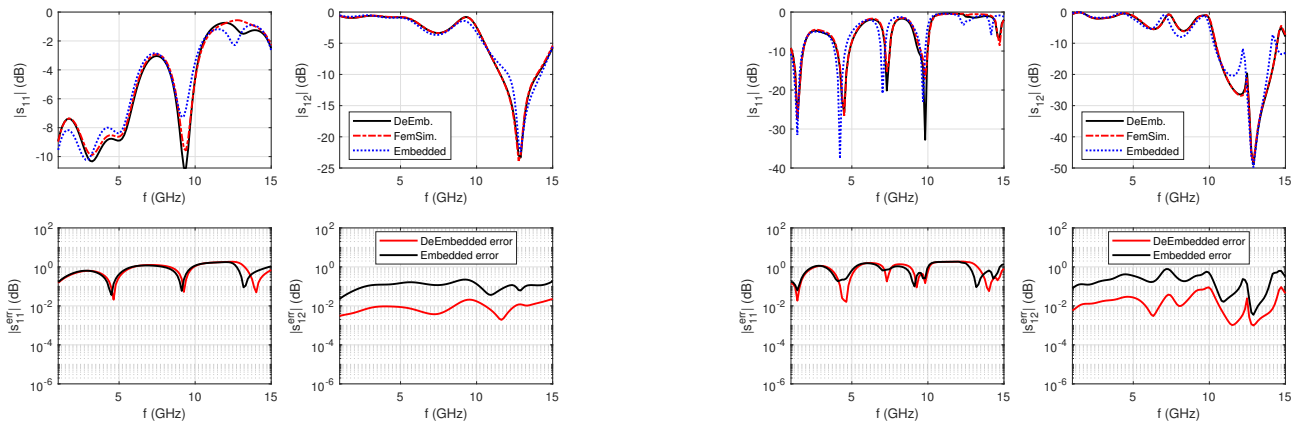 0
-2
-4
-6
-8
-10
|s11| (dB)
5
10
15
f (GHz)
0
-5
-10
-15
-20
-25
|s12| (dB)
DeEmb.
FemSim.
Embedded
5
10
15
f (GHz)
0
-10
-20
-30
-40
|s11| (dB)
5
10
15
f (GHz)
0
-10
-20
-30
-40
-50
|s12| (dB)
DeEmb.
FemSim.
Embedded
5
10
15
f (GHz)
10^2
10^0
10^-2
10^-4
10^-6
|s11^err| (dB)
5
10
15
f (GHz)
10^2
10^0
10^-2
10^-4
10^-6
|s12^err| (dB)
DeEmbedded error
Embedded error
5
10
15
f (GHz)
10^2
10^0
10^-2
10^-4
10^-6
|s11^err| (dB)
5
10
15
f (GHz)
10^2
10^0
10^-2
10^-4
10^-6
|s12^err| (dB)
DeEmbedded error
Embedded error
5
10
15
f (GHz)